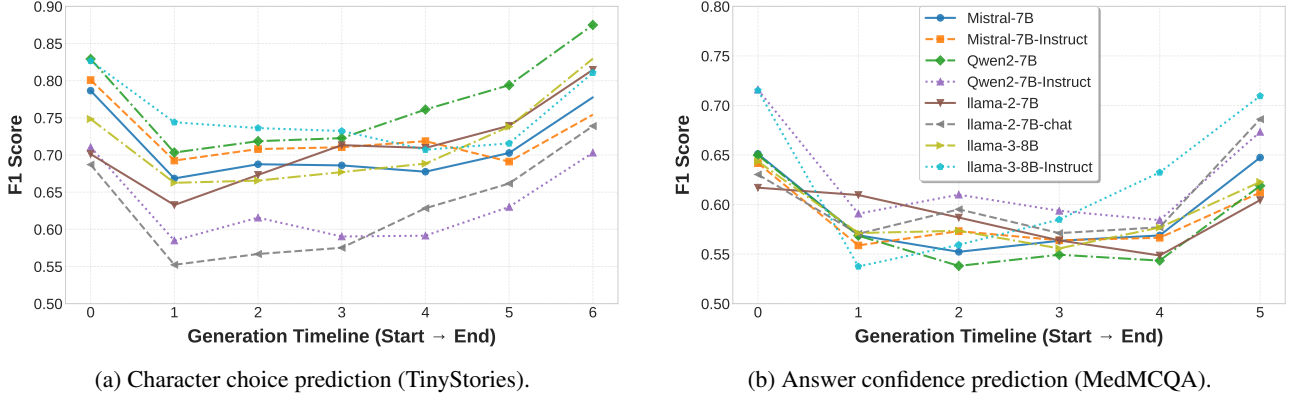 0.90
0.85
0.80
0.75
0.70
0.65
0.60
0.55
0.50
F1 Score
0 1 2 3 4 5 6
Generation Timeline (Start → End)
(a) Character choice prediction (TinyStories).
0.80
0.75
0.70
0.65
0.60
0.55
0.50
F1 Score
Mistral-7B
Mistral-7B-Instruct
Qwen2-7B
Qwen2-7B-Instruct
llama-2-7B
llama-2-7B-chat
llama-3-8B
llama-3-8B-Instruct
0 1 2 3 4 5
Generation Timeline (Start → End)
(b) Answer confidence prediction (MedMCQA).